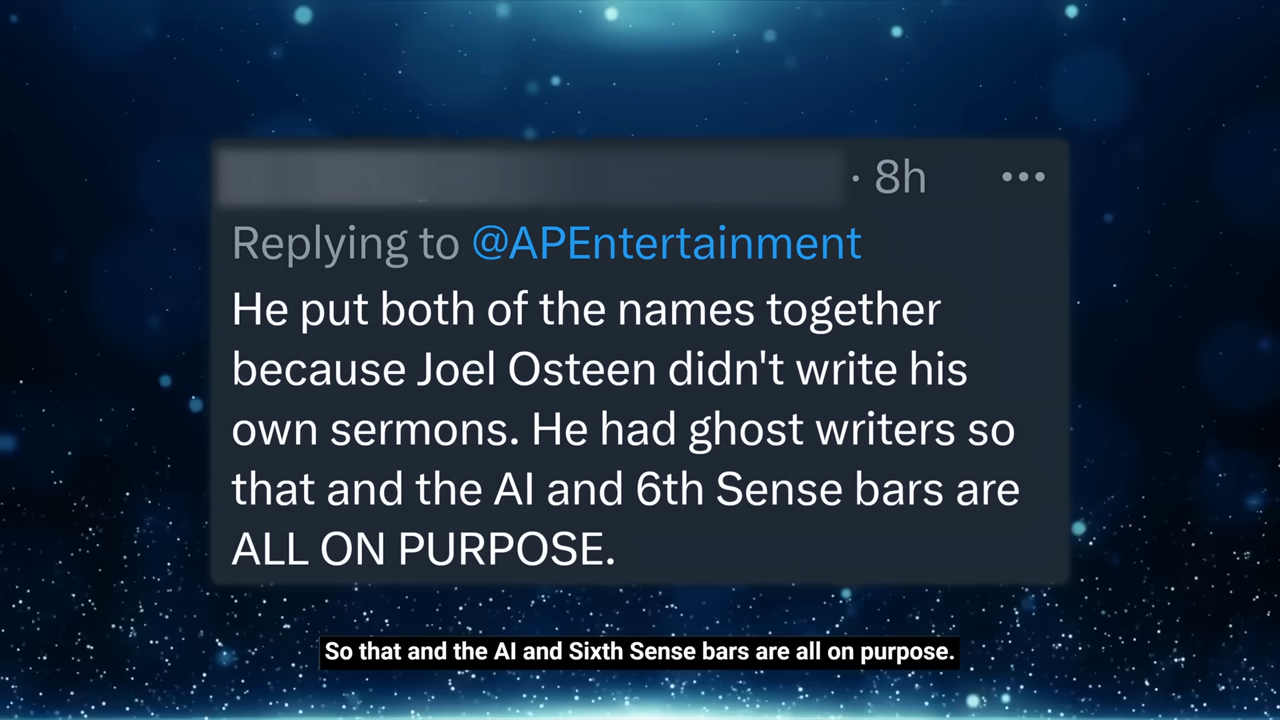 · 8h
Replying to @APEntertainment
He put both of the names together
because Joel Osteen didn't write his
own sermons. He had ghost writers so
that and the AI and 6th Sense bars are
ALL ON PURPOSE.
So that and the AI and Sixth Sense bars are all on purpose.